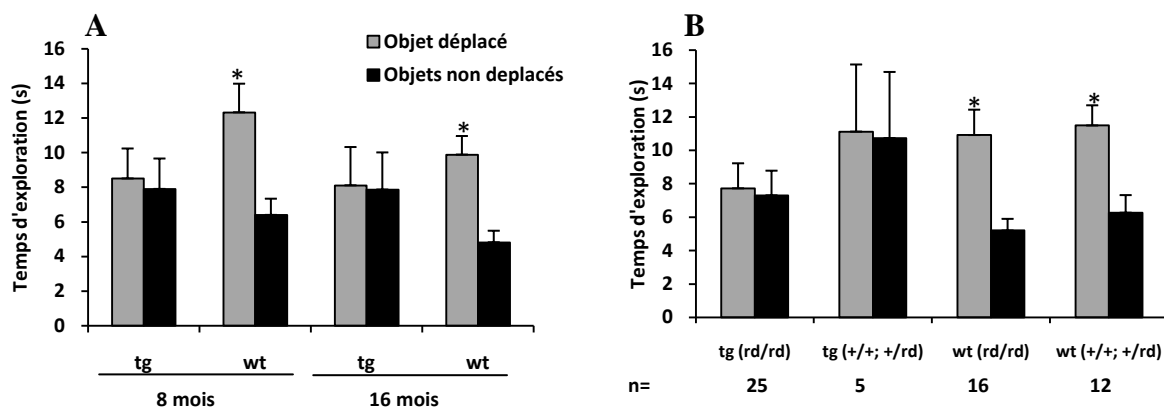 A
Objet déplacé
Objets non deplacés
Temps d'exploration (s)
16
14
12
10
8
6
4
2
0
*
*
tg wt tg wt
8 mois 16 mois
B
Temps d'exploration (s)
16
14
12
10
8
6
4
2
0
*
*
tg (rd/rd) tg (+/+; +/rd) wt (rd/rd) wt (+/+; +/rd)
n= 25 5 16 12